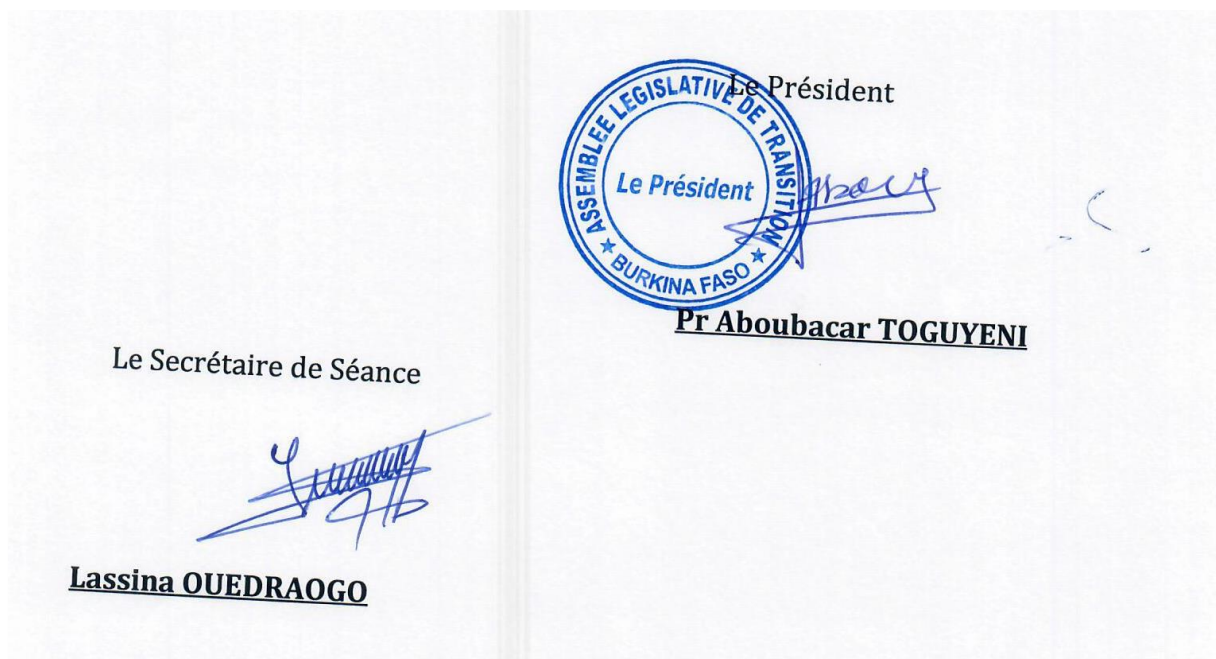 Le Président
ASSEMBLEE LEGISLATIVE DE TRANSITION
Le Président
★ BURKINA FASO ★
Pr Aboubacar TOGUYENI
Le Secrétaire de Séance
Lassina OUEDRAOGO